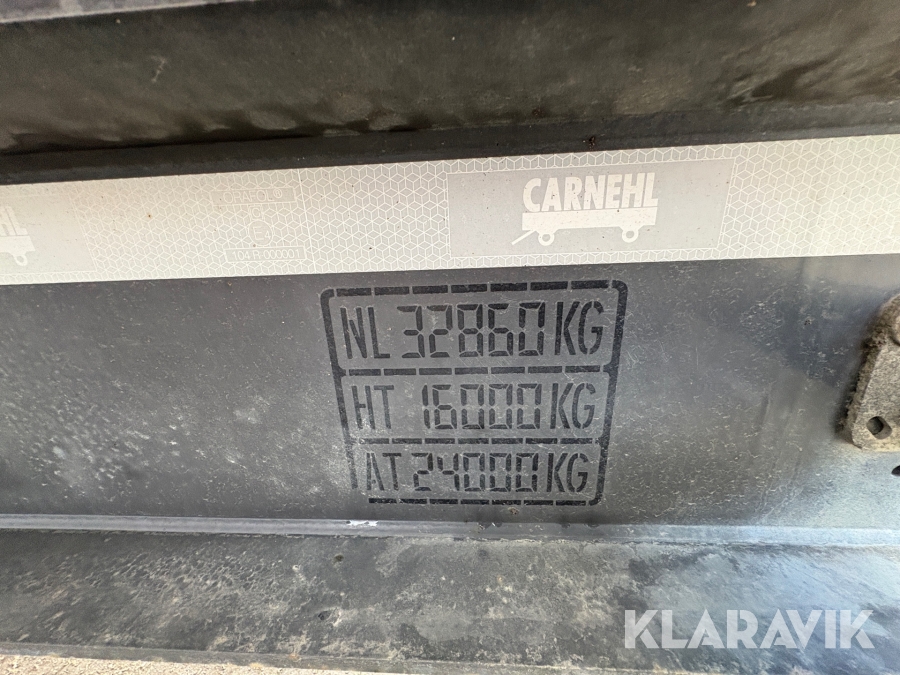 CARNEHL
NL 32860 KG
HT 16000 KG
AT 24000 KG
KLARAVIK